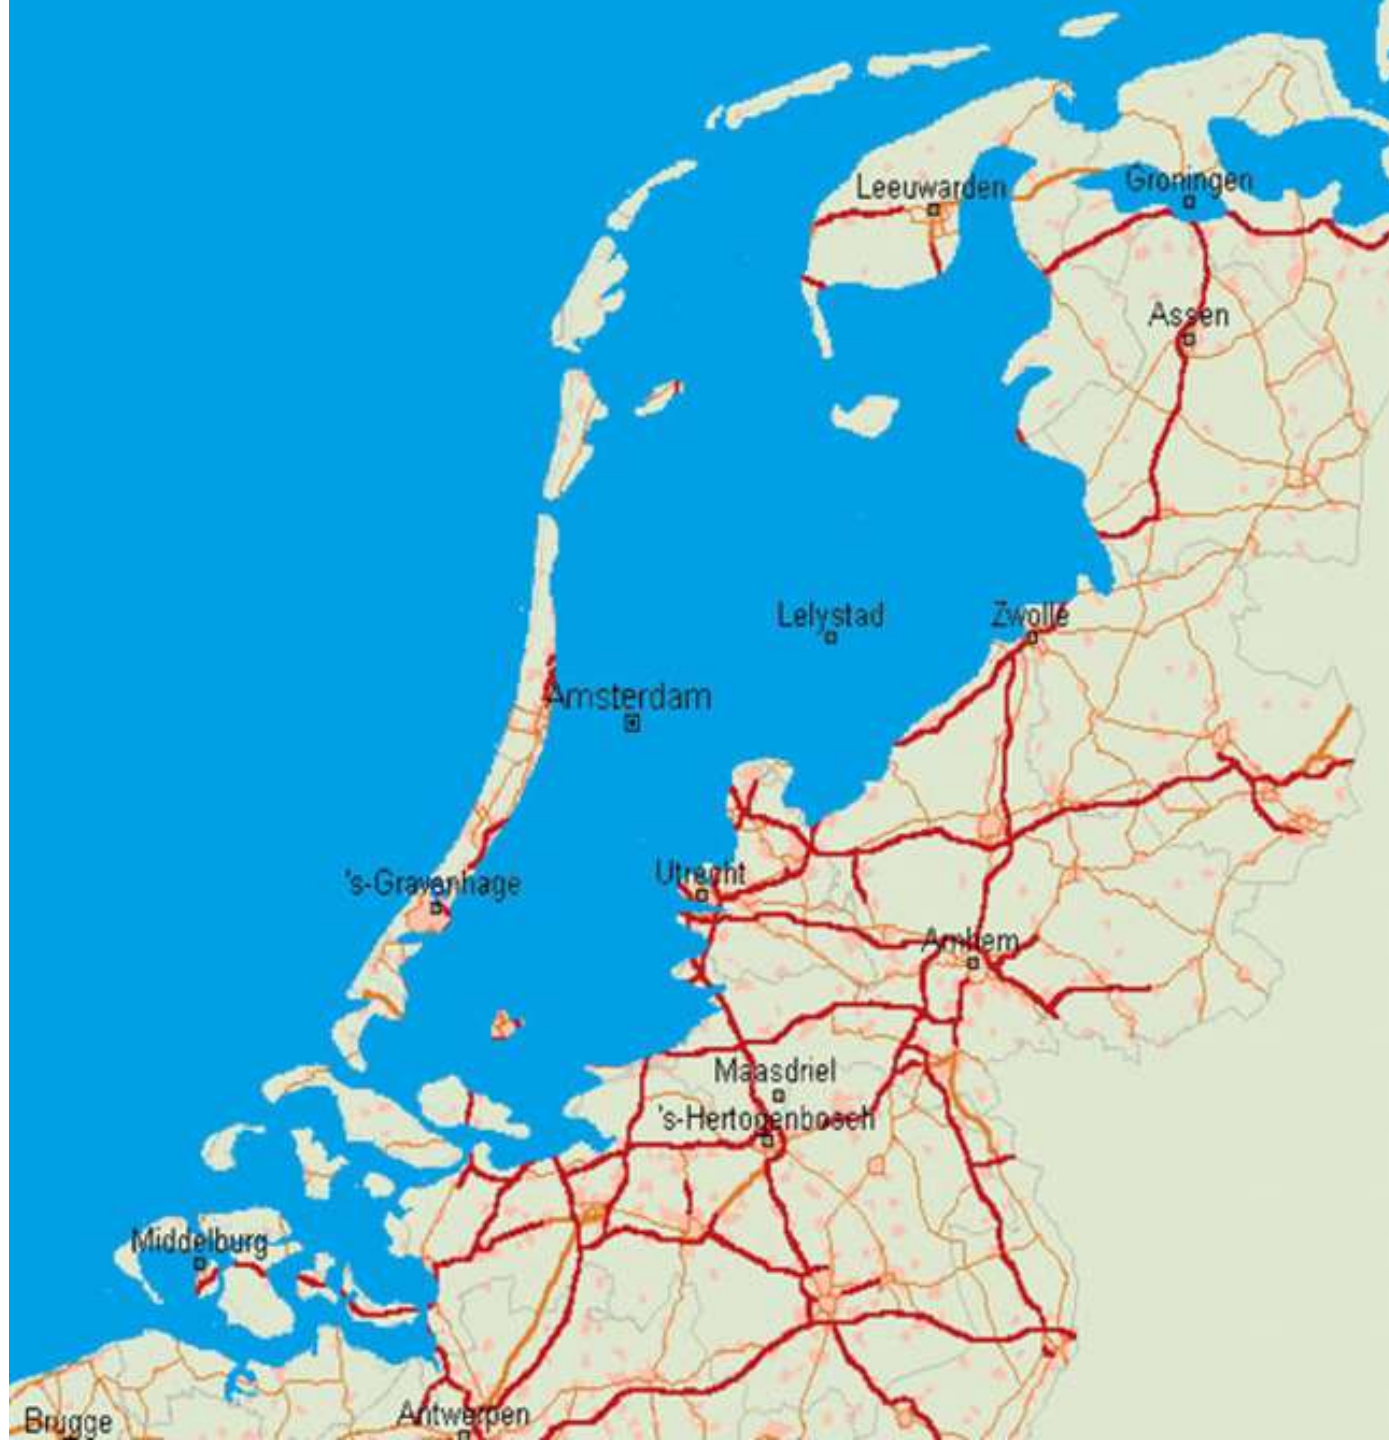 Leeuwarden
Groningen
Assen
Lelystad
Zwolle
Amsterdam
's-Gravenhage
Utrecht
Arnhem
Maasdriel
's-Hertogenbosch
Middelburg
Antwerpen
Brugge